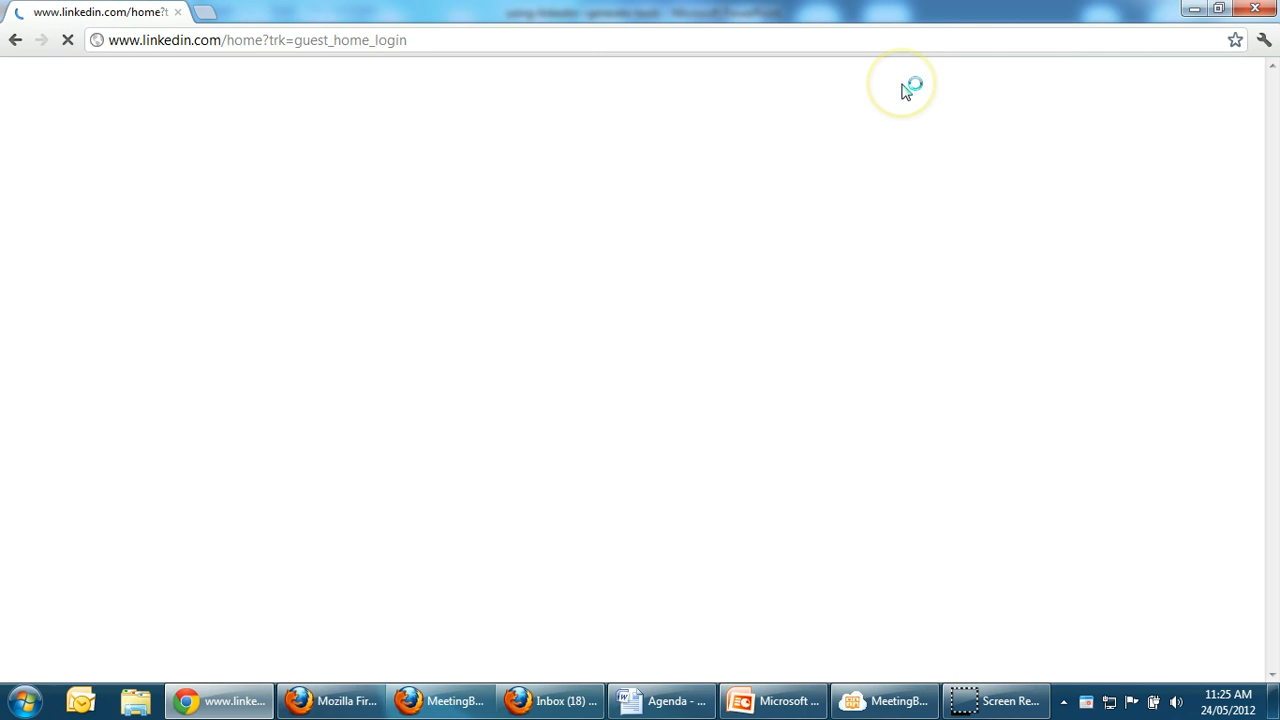 www.linkedin.com/home?t
www.linkedin.com/home?trk=guest_home_login
www.linke...
Mozilla Fir...
MeetingB...
Inbox (18) ...
Agenda - ...
Microsoft ...
MeetingB...
Screen Re...
11:25 AM
24/05/2012